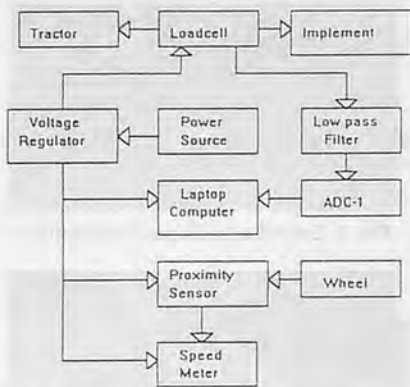 Tractor
Loadcell
Implement
Voltage
Regulator
Power
Source
Low pass
Filter
Laptop
Computer
ADC-1
Proximity
Sensor
Wheel
Speed
Meter